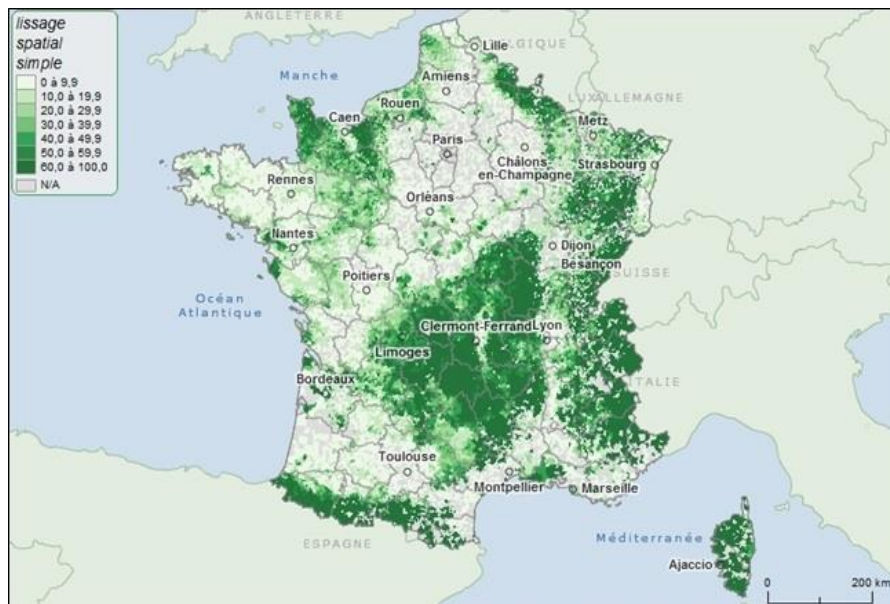 lissage
spatial
simple
0 à 9,9
10,0 à 19,9
20,0 à 29,9
30,0 à 39,9
40,0 à 49,9
50,0 à 59,9
60,0 à 100,0
N/A
ANGLETERRE
Lille
BELGIQUE
Manche
Amiens
LUX
ALLEMAGNE
Rouen
Caen
Metz
Paris
Châlons-
en-Champagne
Strasbourg
Rennes
Orléans
Nantes
Dijon
Besançon
SUISSE
Poitiers
Océan
Atlantique
Clermont-Ferrand
Lyon
Limoges
ITALIE
Bordeaux
Toulouse
Montpellier
Marseille
ESPAGNE
Méditerranée
Ajaccio
0
200 km